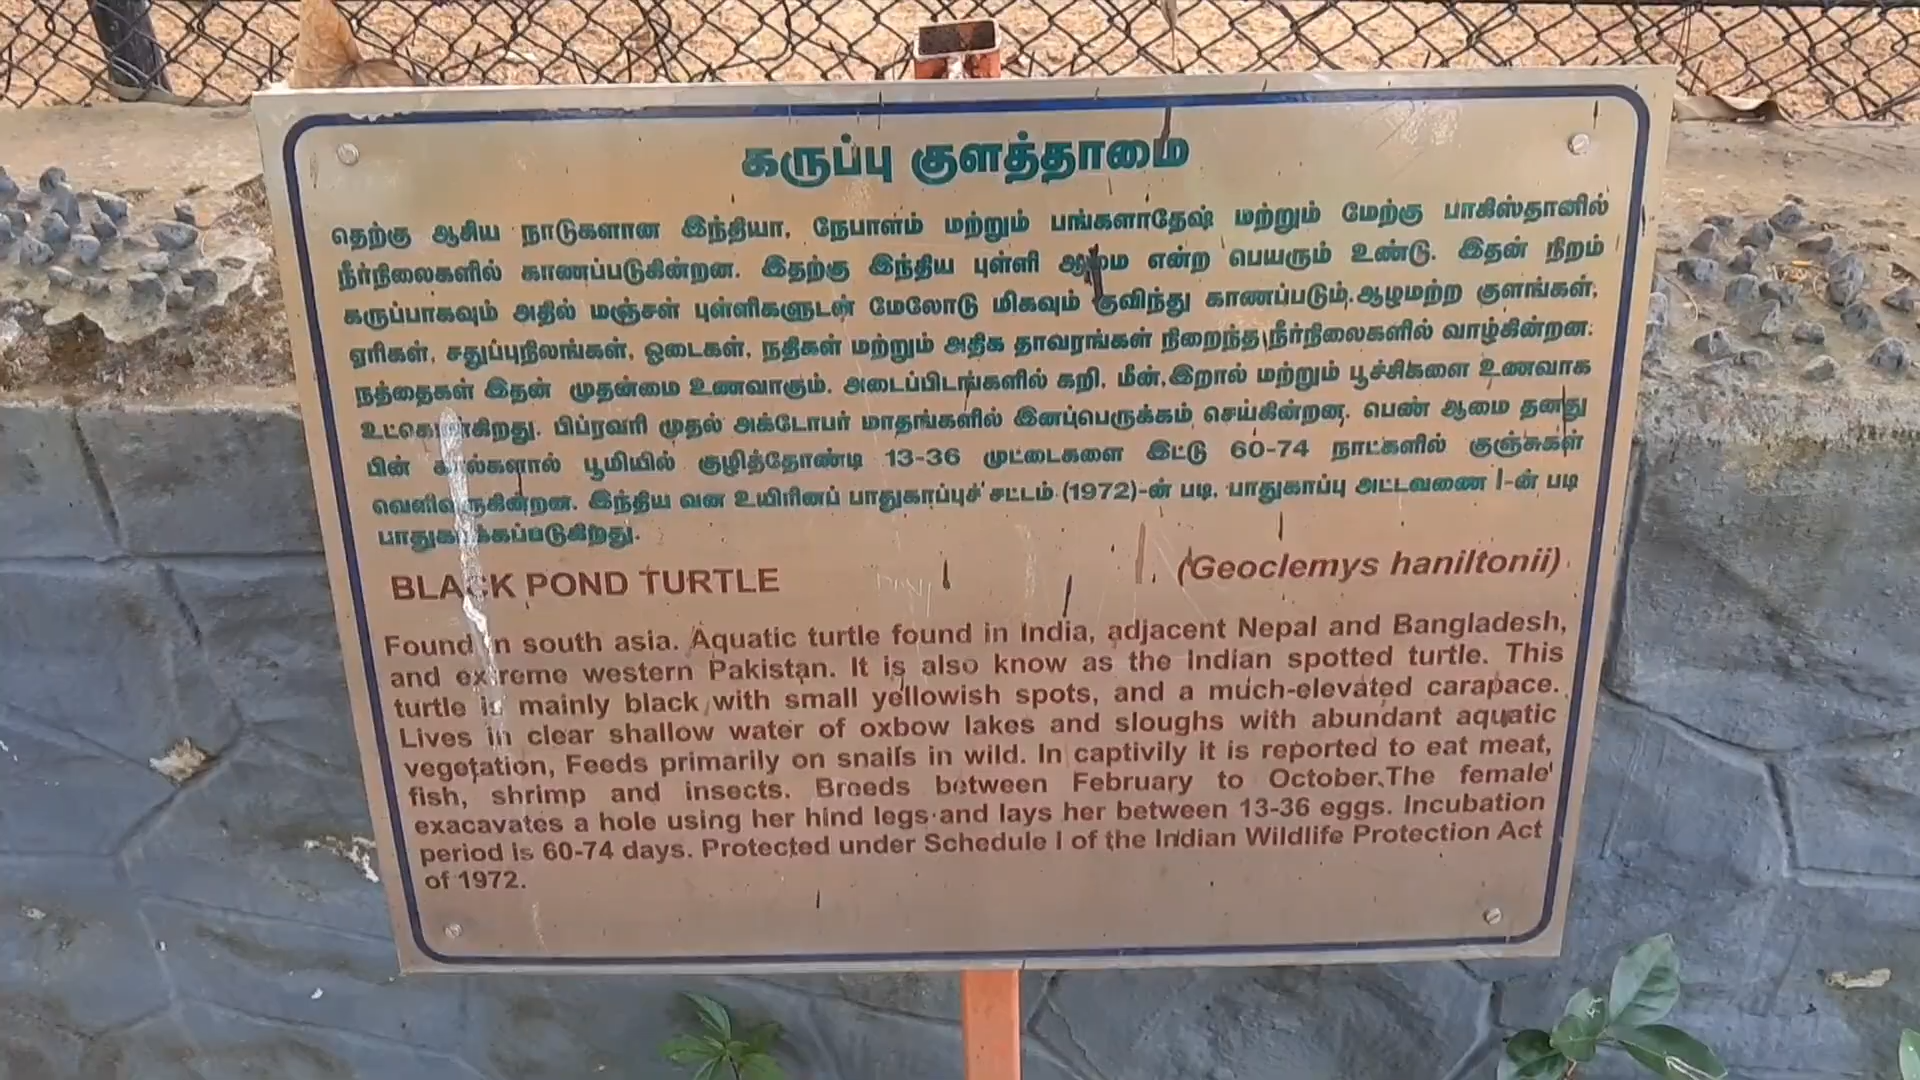 கருப்பு குளத்தாமை
தெற்கு ஆசிய நாடுகளான இந்தியா, நேபாளம் மற்றும் பங்களாதேஷ் மற்றும் மேற்கு பாகிஸ்தானில்
நீர்நிலைகளில் காணப்படுகின்றன. இதற்கு இந்திய புள்ளி ஆமை என்ற பெயரும் உண்டு. இதன் நிறம்
கருப்பாகவும் அதில் மஞ்சள் புள்ளிகளுடன் மேலோடு மிகவும் குவிந்து காணப்படும்.ஆழமற்ற குளங்கள்,
ஏரிகள், சதுப்புநிலங்கள், ஓடைகள், நதிகள் மற்றும் அதிக தாவரங்கள் நிறைந்த நீர்நிலைகளில் வாழ்கின்றன.
நத்தைகள் இதன் முதன்மை உணவாகும். அடைப்பிடங்களில் கறி, மீன்,இறால் மற்றும் பூச்சிகளை உணவாக
உட்கொள்கிறது. பிப்ரவரி முதல் அக்டோபர் மாதங்களில் இனப்பெருக்கம் செய்கின்றன. பெண் ஆமை தனது
பின் கால்களால் பூமியில் குழித்தோண்டி 13-36 முட்டைகளை இட்டு 60-74 நாட்களில் குஞ்சுகள்
வெளிவருகின்றன. இந்திய வன உயிரினப் பாதுகாப்புச் சட்டம் (1972)-ன் படி, பாதுகாப்பு அட்டவணை I-ன் படி
பாதுகாக்கப்படுகிறது.
BLACK POND TURTLE (Geoclemys haniltonii)
Found in south asia. Aquatic turtle found in India, adjacent Nepal and Bangladesh,
and extreme western Pakistan. It is also know as the Indian spotted turtle. This
turtle is mainly black with small yellowish spots, and a much-elevated carapace.
Lives in clear shallow water of oxbow lakes and sloughs with abundant aquatic
vegetation, Feeds primarily on snails in wild. In captivily it is reported to eat meat,
fish, shrimp and insects. Breeds between February to October.The female
exacavates a hole using her hind legs and lays her between 13-36 eggs. Incubation
period is 60-74 days. Protected under Schedule I of the Indian Wildlife Protection Act
of 1972.